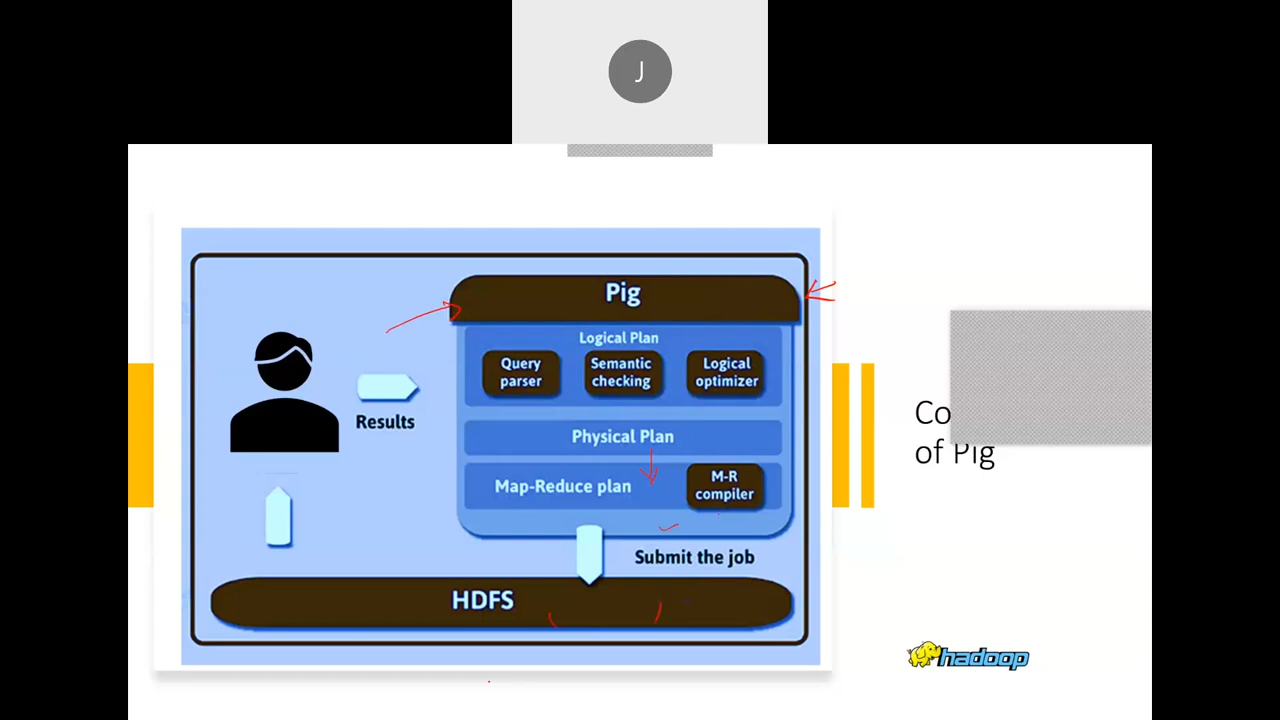 J
Pig
Logical Plan
Query
parser
Semantic
checking
Logical
optimizer
Physical Plan
Map-Reduce plan
M-R
compiler
Results
Submit the job
HDFS
of Pig
hadoop